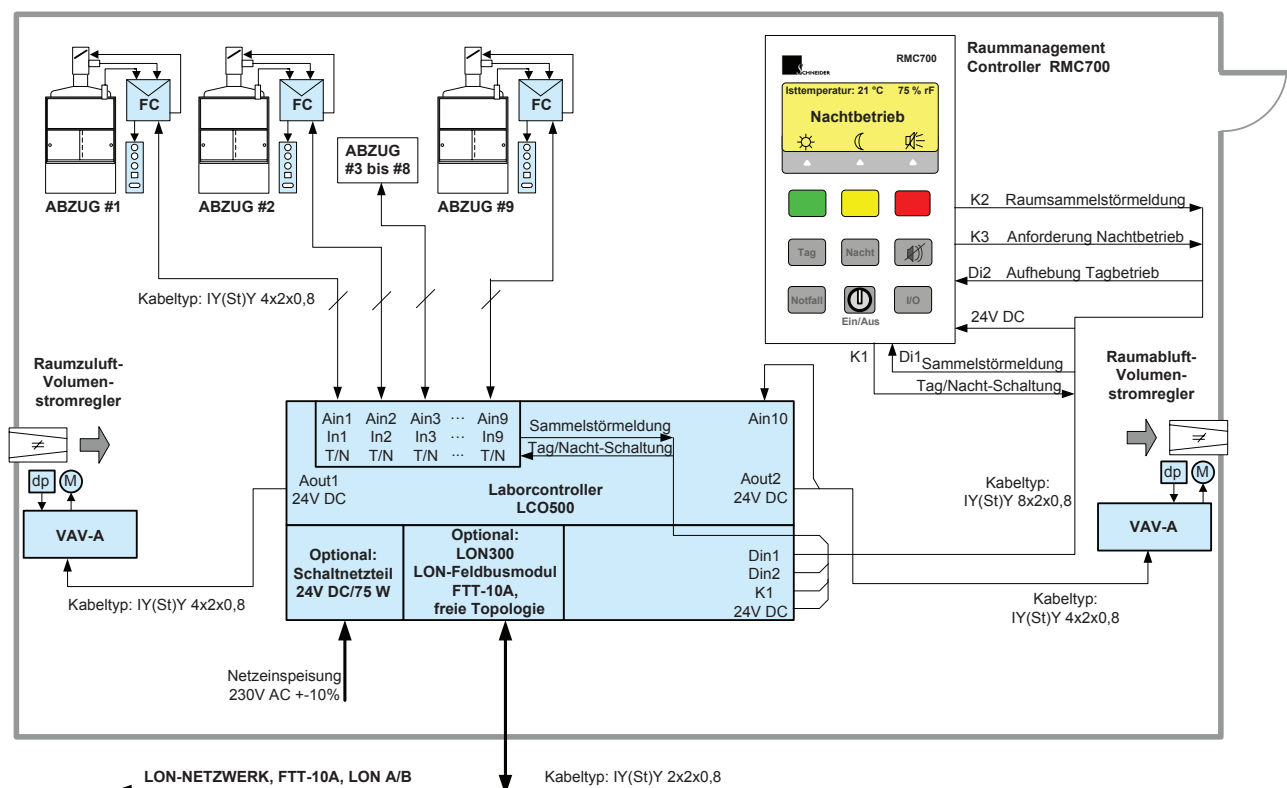 FC
FC
FC
ABZUG #1
ABZUG #2
ABZUG
#3 bis #8
ABZUG #9
Kabeltyp: IY(St)Y 4x2x0,8
SCHNEIDER
RMC700
Isttemperatur: 21 °C 75 % rF
Nachtbetrieb
Tag
Nacht
Notfall
I/O
Ein/Aus
Raummanagement
Controller RMC700
K2 Raumsammelstörmeldung
K3 Anforderung Nachtbetrieb
Di2 Aufhebung Tagbetrieb
24V DC
K1
Di1
Sammelstörmeldung
Tag/Nacht-Schaltung
Raumzuluft-
Volumen-
stromregler
≠
dp
M
VAV-A
Kabeltyp: IY(St)Y 4x2x0,8
Ain1 Ain2 Ain3 ··· Ain9
In1 In2 In3 ··· In9
T/N T/N T/N ... T/N
Sammelstörmeldung
Tag/Nacht-Schaltung
Ain10
Aout1
24V DC
Laborcontroller
LCO500
Aout2
24V DC
Optional:
Schaltnetzteil
24V DC/75 W
Optional:
LON300
LON-Feldbusmodul
FTT-10A,
freie Topologie
Din1
Din2
K1
24V DC
Kabeltyp:
IY(St)Y 8x2x0,8
Raumabluft-
Volumen-
stromregler
≠
dp
M
VAV-A
Kabeltyp:
IY(St)Y 4x2x0,8
Netzeinspeisung
230V AC +-10%
LON-NETZWERK, FTT-10A, LON A/B
Kabeltyp: IY(St)Y 2x2x0,8